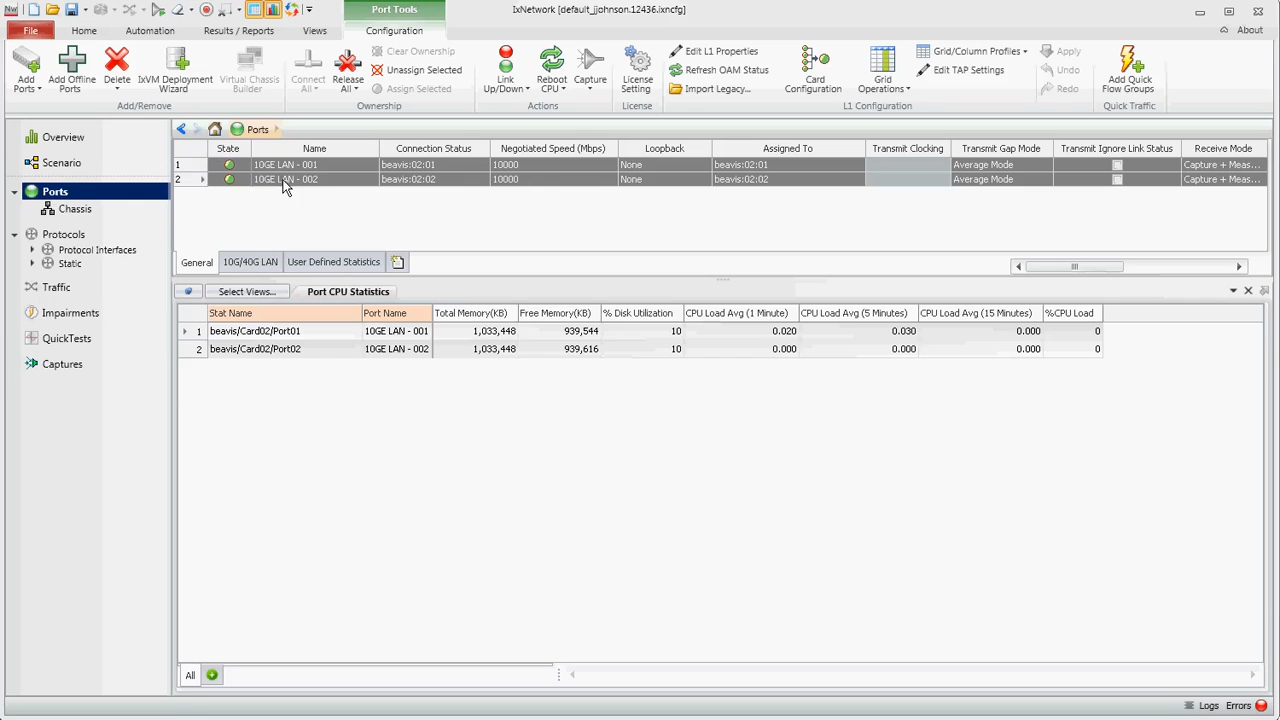 Port Tools
IxNetwork [default_jjohnson.12436.ixncfg]
File Home Automation Results / Reports Views Configuration About
Add Ports
Add Offline Ports
Delete
IxVM Deployment Wizard
Virtual Chassis Builder
Add/Remove
Connect All
Release All
Clear Ownership
Unassign Selected
Assign Selected
Ownership
Link Up/Down
Reboot CPU
Capture
Actions
License Setting
License
Edit L1 Properties
Refresh OAM Status
Import Legacy...
Card Configuration
Grid Operations
Grid/Column Profiles
Edit TAP Settings
Apply
Undo
Redo
L1 Configuration
Add Quick Flow Groups
Quick Traffic
Overview
Scenario
Ports
Chassis
Protocols
Protocol Interfaces
Static
Traffic
Impairments
QuickTests
Captures
Ports
State Name Connection Status Negotiated Speed (Mbps) Loopback Assigned To Transmit Clocking Transmit Gap Mode Transmit Ignore Link Status Receive Mode
1 10GE LAN - 001 beavis:02:01 10000 None beavis:02:01 Average Mode Capture + Meas...
2 10GE LAN - 002 beavis:02:02 10000 None beavis:02:02 Average Mode Capture + Meas...
General 10G/40G LAN User Defined Statistics
Select Views... Port CPU Statistics
Stat Name Port Name Total Memory(KB) Free Memory(KB) % Disk Utilization CPU Load Avg (1 Minute) CPU Load Avg (5 Minutes) CPU Load Avg (15 Minutes) %CPU Load
1 beavis/Card02/Port01 10GE LAN - 001 1,033,448 939,544 10 0.020 0.030 0.000 0
2 beavis/Card02/Port02 10GE LAN - 002 1,033,448 939,616 10 0.000 0.000 0.000 0
All
Logs Errors